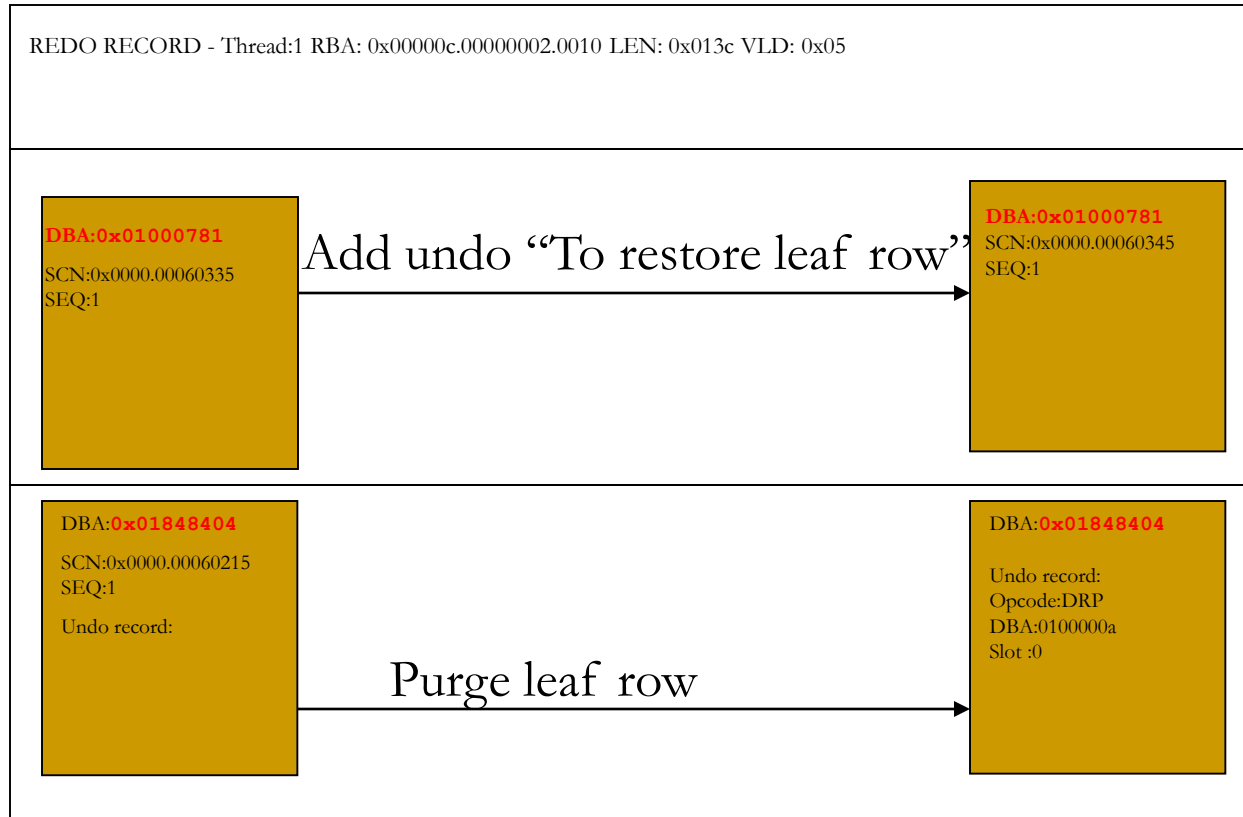 REDO RECORD - Thread:1 RBA: 0x00000c.00000002.0010 LEN: 0x013c VLD: 0x05
DBA:0x01000781
SCN:0x0000.00060335
SEQ:1
Add undo “To restore leaf row”
DBA:0x01000781
SCN:0x0000.00060345
SEQ:1
DBA:0x01848404
SCN:0x0000.00060215
SEQ:1
Undo record:
Purge leaf row
DBA:0x01848404
Undo record:
Opcode:DRP
DBA:0100000a
Slot :0